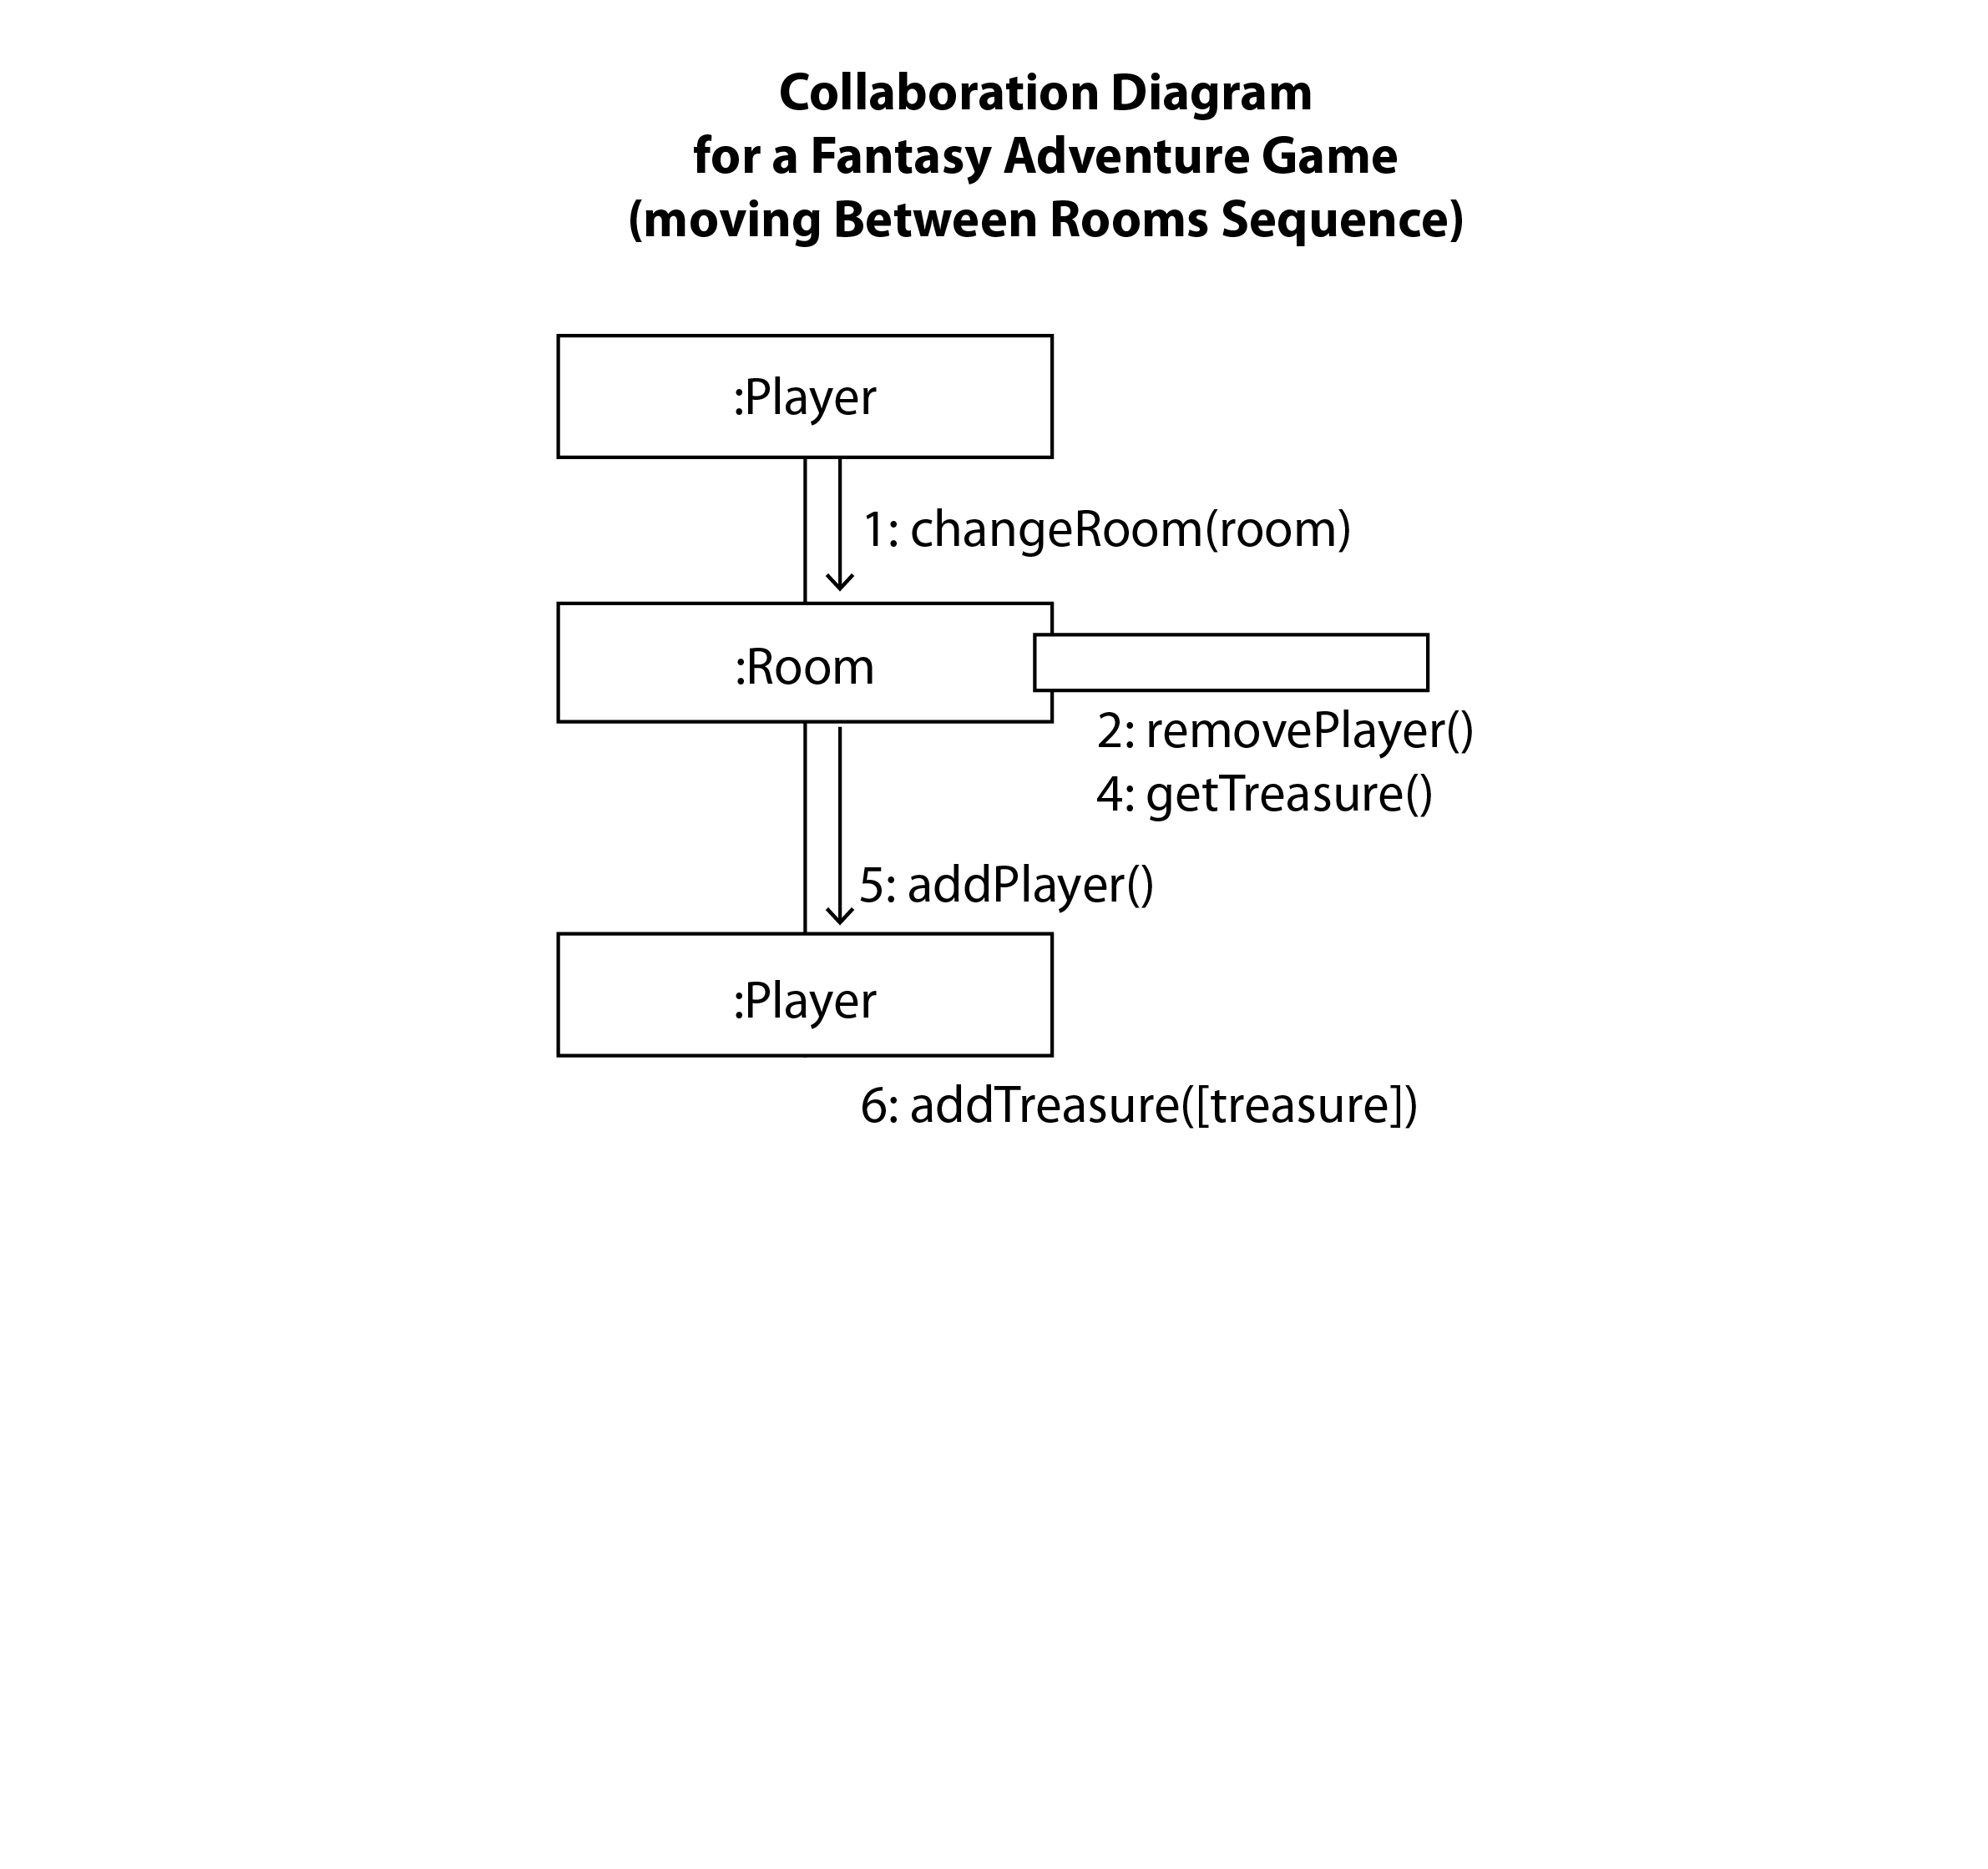 Collaboration Diagram
for a Fantasy Adventure Game
(moving Between Rooms Sequence)
:Player
1: changeRoom(room)
:Room
2: removePlayer()
4: getTreasure()
5: addPlayer()
:Player
6: addTreasure([treasure])